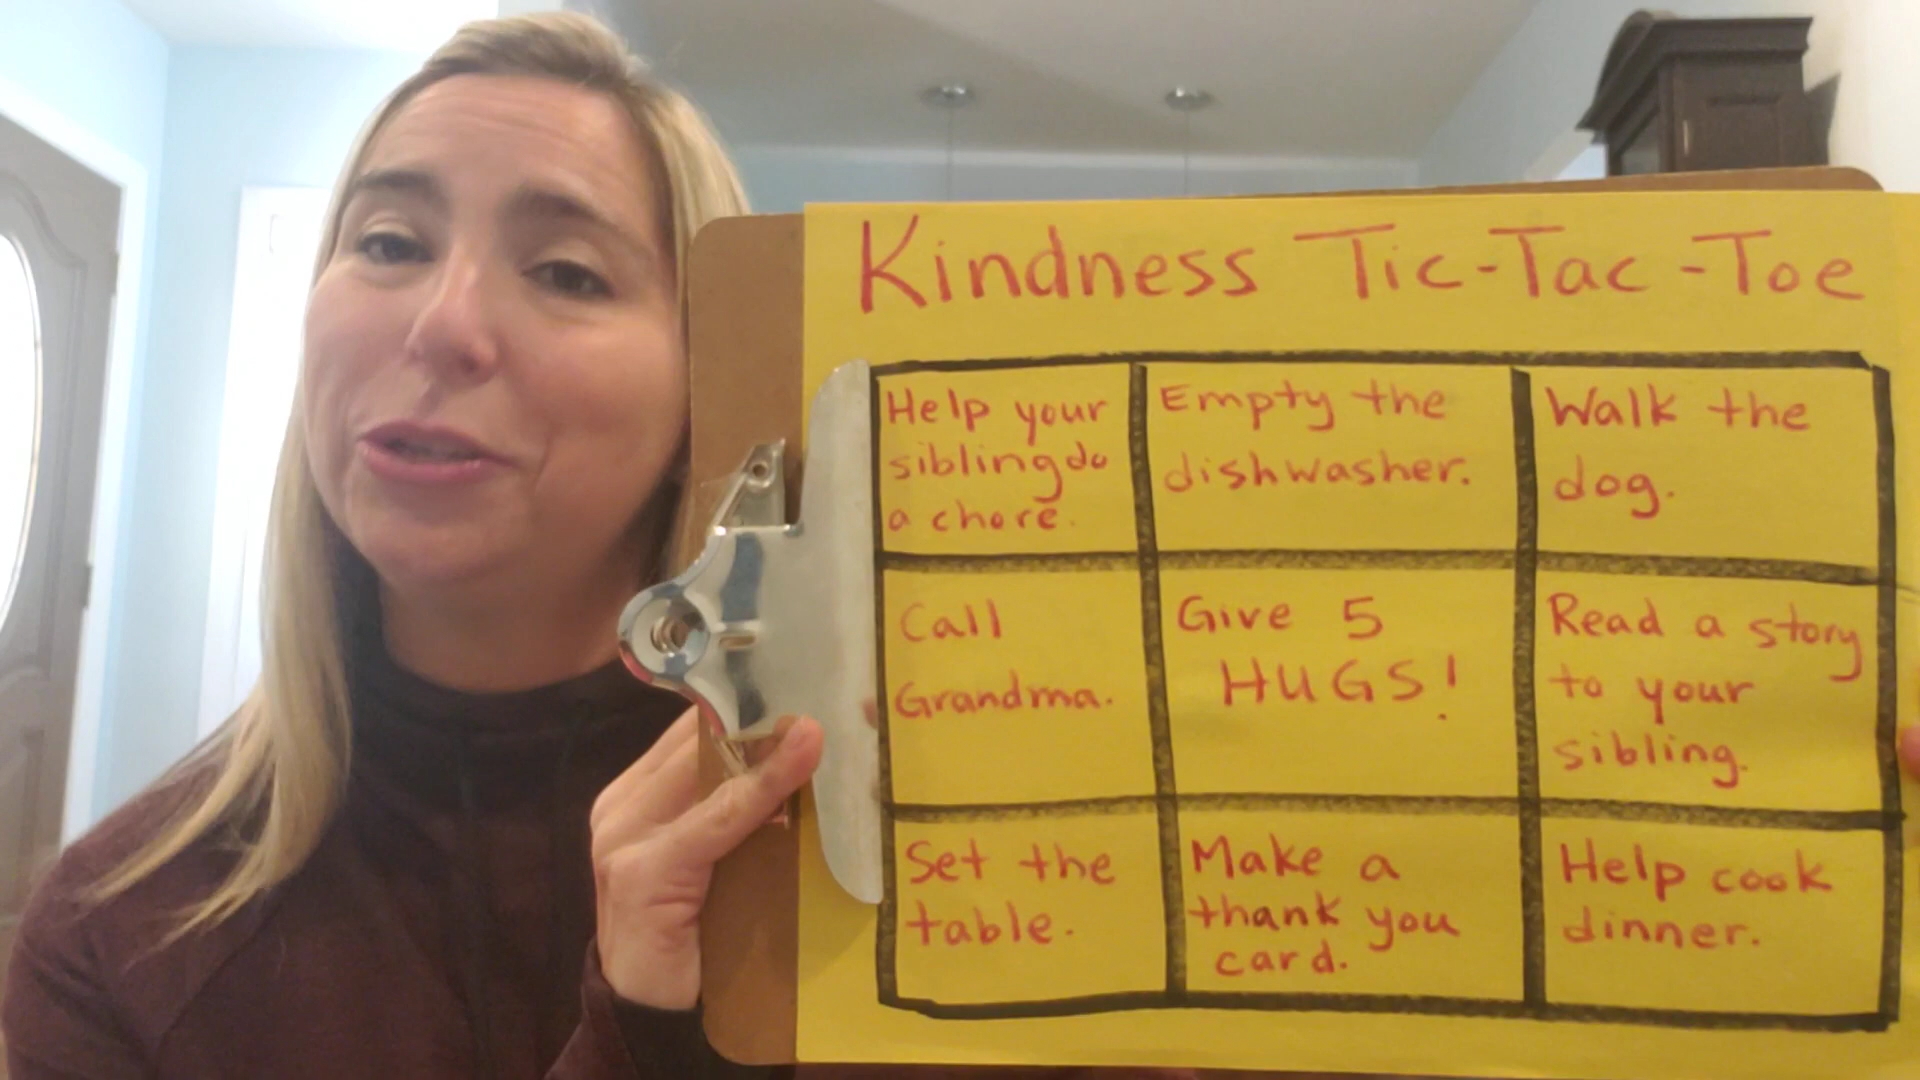 Kindness Tic-Tac-Toe
Help your
sibling do
a chore.
Empty the
dishwasher.
Walk the
dog.
Call
Grandma.
Give 5
HUGS!
Read a story
to your
sibling.
Set the
table.
Make a
thank you
card.
Help cook
dinner.